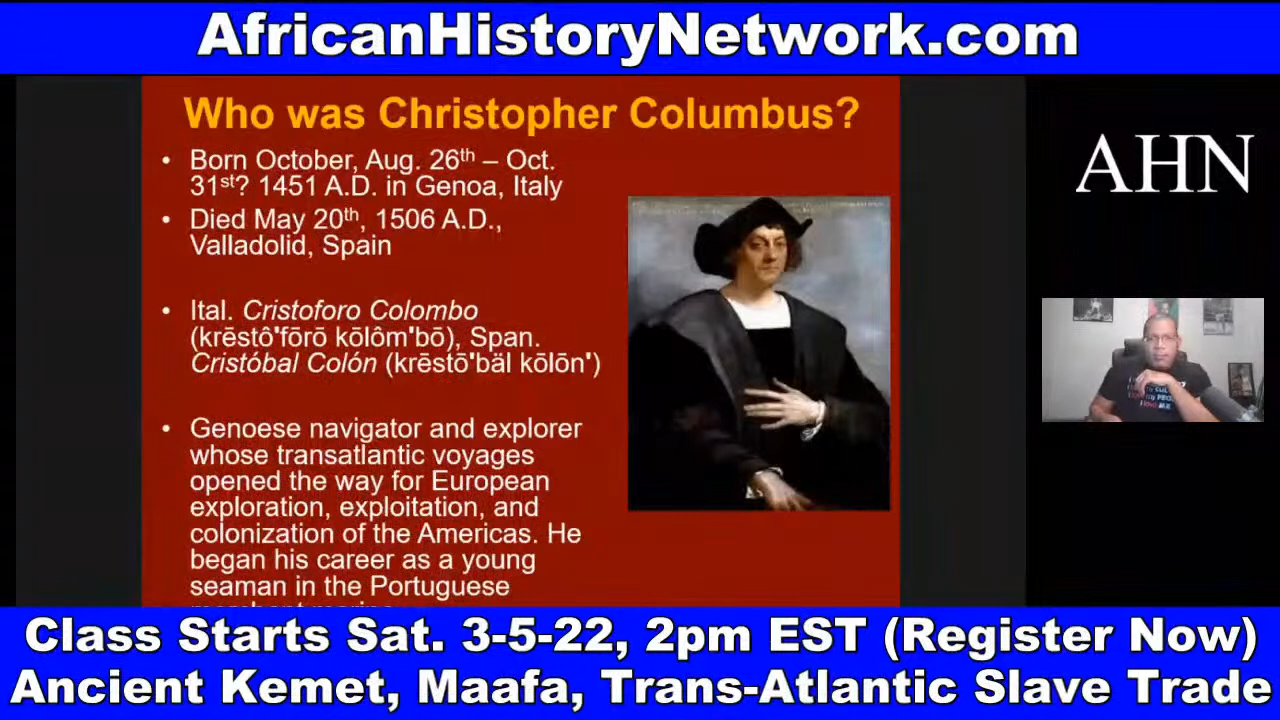 AfricanHistoryNetwork.com
Who was Christopher Columbus?
• Born October, Aug. 26th – Oct.
31st? 1451 A.D. in Genoa, Italy
• Died May 20th, 1506 A.D.,
Valladolid, Spain
• Ital. Cristoforo Colombo
(krēstô'fōrō kōlôm'bō), Span.
Cristóbal Colón (krēstō'bäl kōlōn')
• Genoese navigator and explorer
whose transatlantic voyages
opened the way for European
exploration, exploitation, and
colonization of the Americas. He
began his career as a young
seaman in the Portuguese
AHN
Class Starts Sat. 3-5-22, 2pm EST (Register Now)
Ancient Kemet, Maafa, Trans-Atlantic Slave Trade